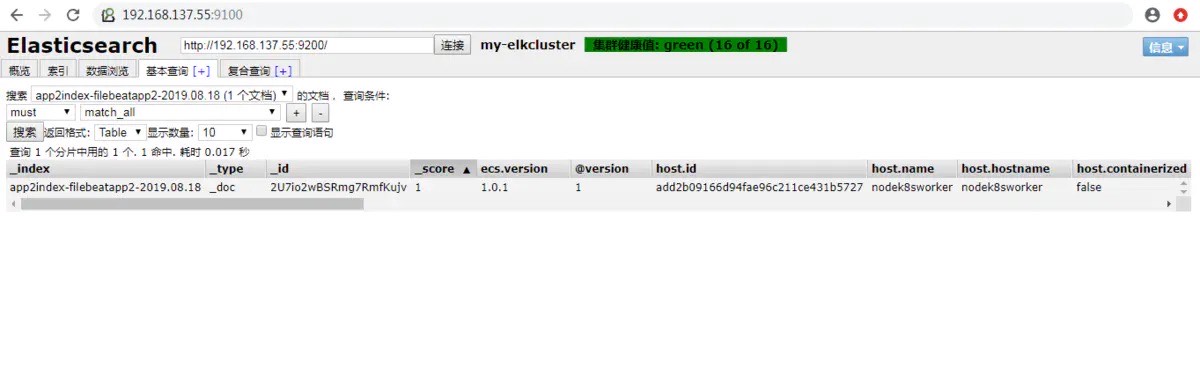 192.168.137.55:9100
Elasticsearch http://192.168.137.55:9200/ 连接 my-elkcluster 集群健康值: green (16 of 16) 信息
概览 索引 数据浏览 基本查询 [+] 复合查询 [+]
搜索 app2index-filebeatapp2-2019.08.18 (1 个文档) 的文档，查询条件:
must match_all + -
搜索 返回格式: Table 显示数量: 10 显示查询语句
查询 1 个分片中用的 1 个. 1 命中. 耗时 0.017 秒
_index _type _id _score ▲ ecs.version @version host.id host.name host.hostname host.containerized
app2index-filebeatapp2-2019.08.18 _doc 2U7io2wBSRmg7RmfKujv 1 1.0.1 1 add2b09166d94fae96c211ce431b5727 nodek8sworker nodek8sworker false